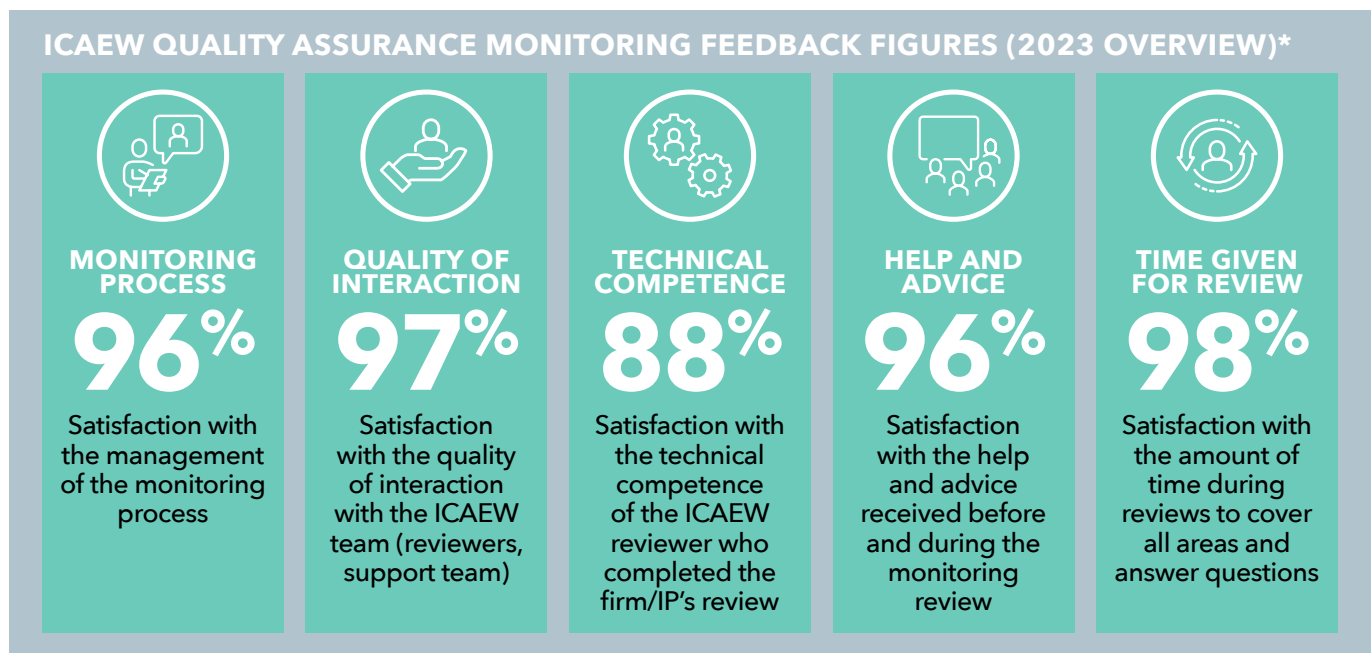 ICAEW QUALITY ASSURANCE MONITORING FEEDBACK FIGURES (2023 OVERVIEW)*
MONITORING
PROCESS
96%
Satisfaction with
the management
of the monitoring
process
QUALITY OF
INTERACTION
97%
Satisfaction
with the quality
of interaction
with the ICAEW
team (reviewers,
support team)
TECHNICAL
COMPETENCE
88%
Satisfaction with
the technical
competence
of the ICAEW
reviewer who
completed the
firm/IP’s review
HELP AND
ADVICE
96%
Satisfaction
with the help
and advice
received before
and during the
monitoring
review
TIME GIVEN
FOR REVIEW
98%
Satisfaction with
the amount of
time during
reviews to cover
all areas and
answer questions